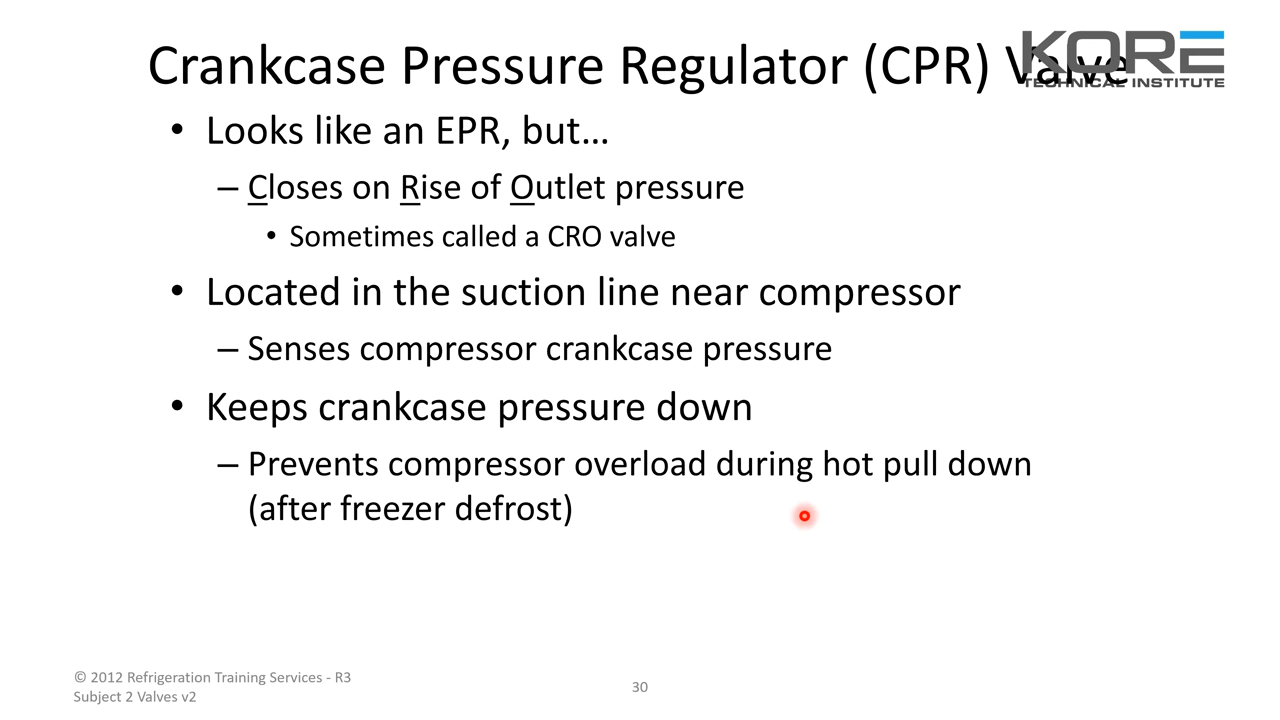 Crankcase Pressure Regulator (CPR) Valve
KORE
TECHNICAL INSTITUTE
• Looks like an EPR, but…
– Closes on Rise of Outlet pressure
• Sometimes called a CRO valve
• Located in the suction line near compressor
– Senses compressor crankcase pressure
• Keeps crankcase pressure down
– Prevents compressor overload during hot pull down
(after freezer defrost)
© 2012 Refrigeration Training Services - R3
Subject 2 Valves v2
30